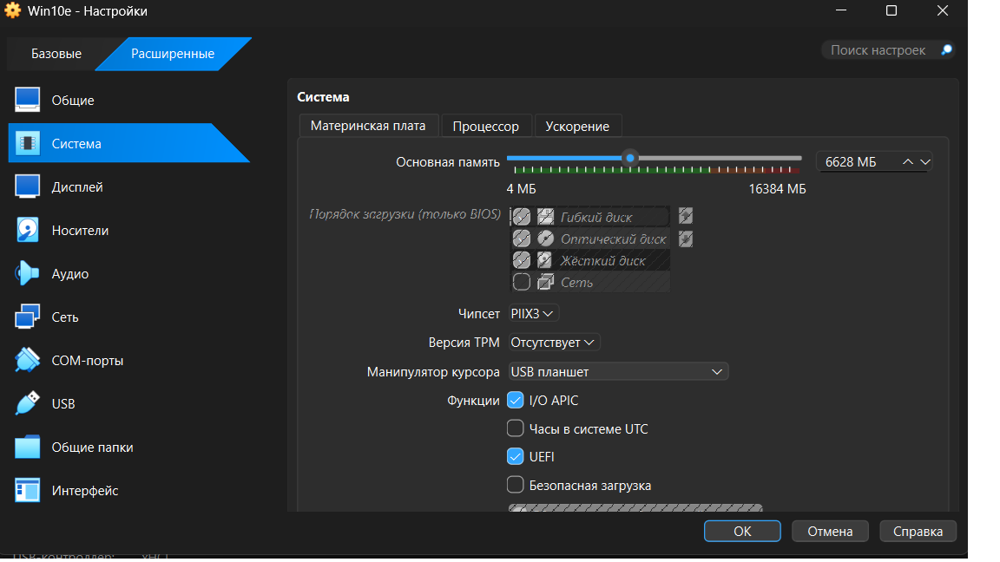 Win10e - Настройки
Базовые
Расширенные
Поиск настроек
Общие
Система
Дисплей
Носители
Аудио
Сеть
COM-порты
USB
Общие папки
Интерфейс
Система
Материнская плата
Процессор
Ускорение
Основная память
6628 МБ
4 МБ
16384 МБ
Порядок загрузки (только BIOS)
Гибкий диск
Оптический диск
Жёсткий диск
Сеть
Чипсет
PIIX3
Версия TPM
Отсутствует
Манипулятор курсора
USB планшет
Функции
I/O APIC
Часы в системе UTC
UEFI
Безопасная загрузка
OK
Отмена
Справка
USB-контроллер: xHCI